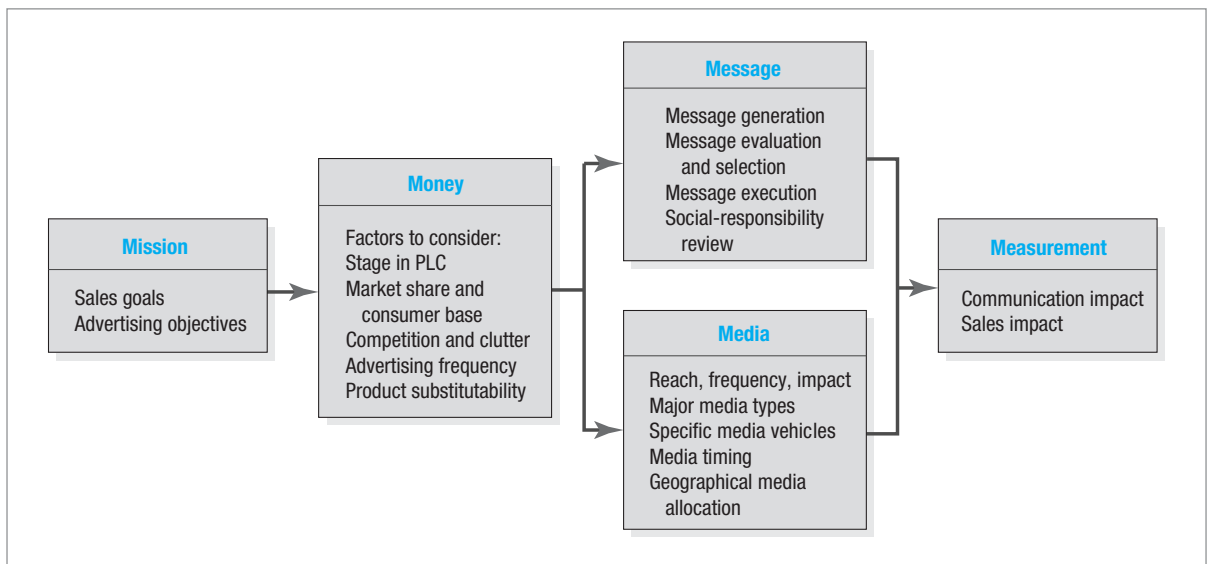 Mission
Sales goals
Advertising objectives
Money
Factors to consider:
Stage in PLC
Market share and
consumer base
Competition and clutter
Advertising frequency
Product substitutability
Message
Message generation
Message evaluation
and selection
Message execution
Social-responsibility
review
Media
Reach, frequency, impact
Major media types
Specific media vehicles
Media timing
Geographical media
allocation
Measurement
Communication impact
Sales impact